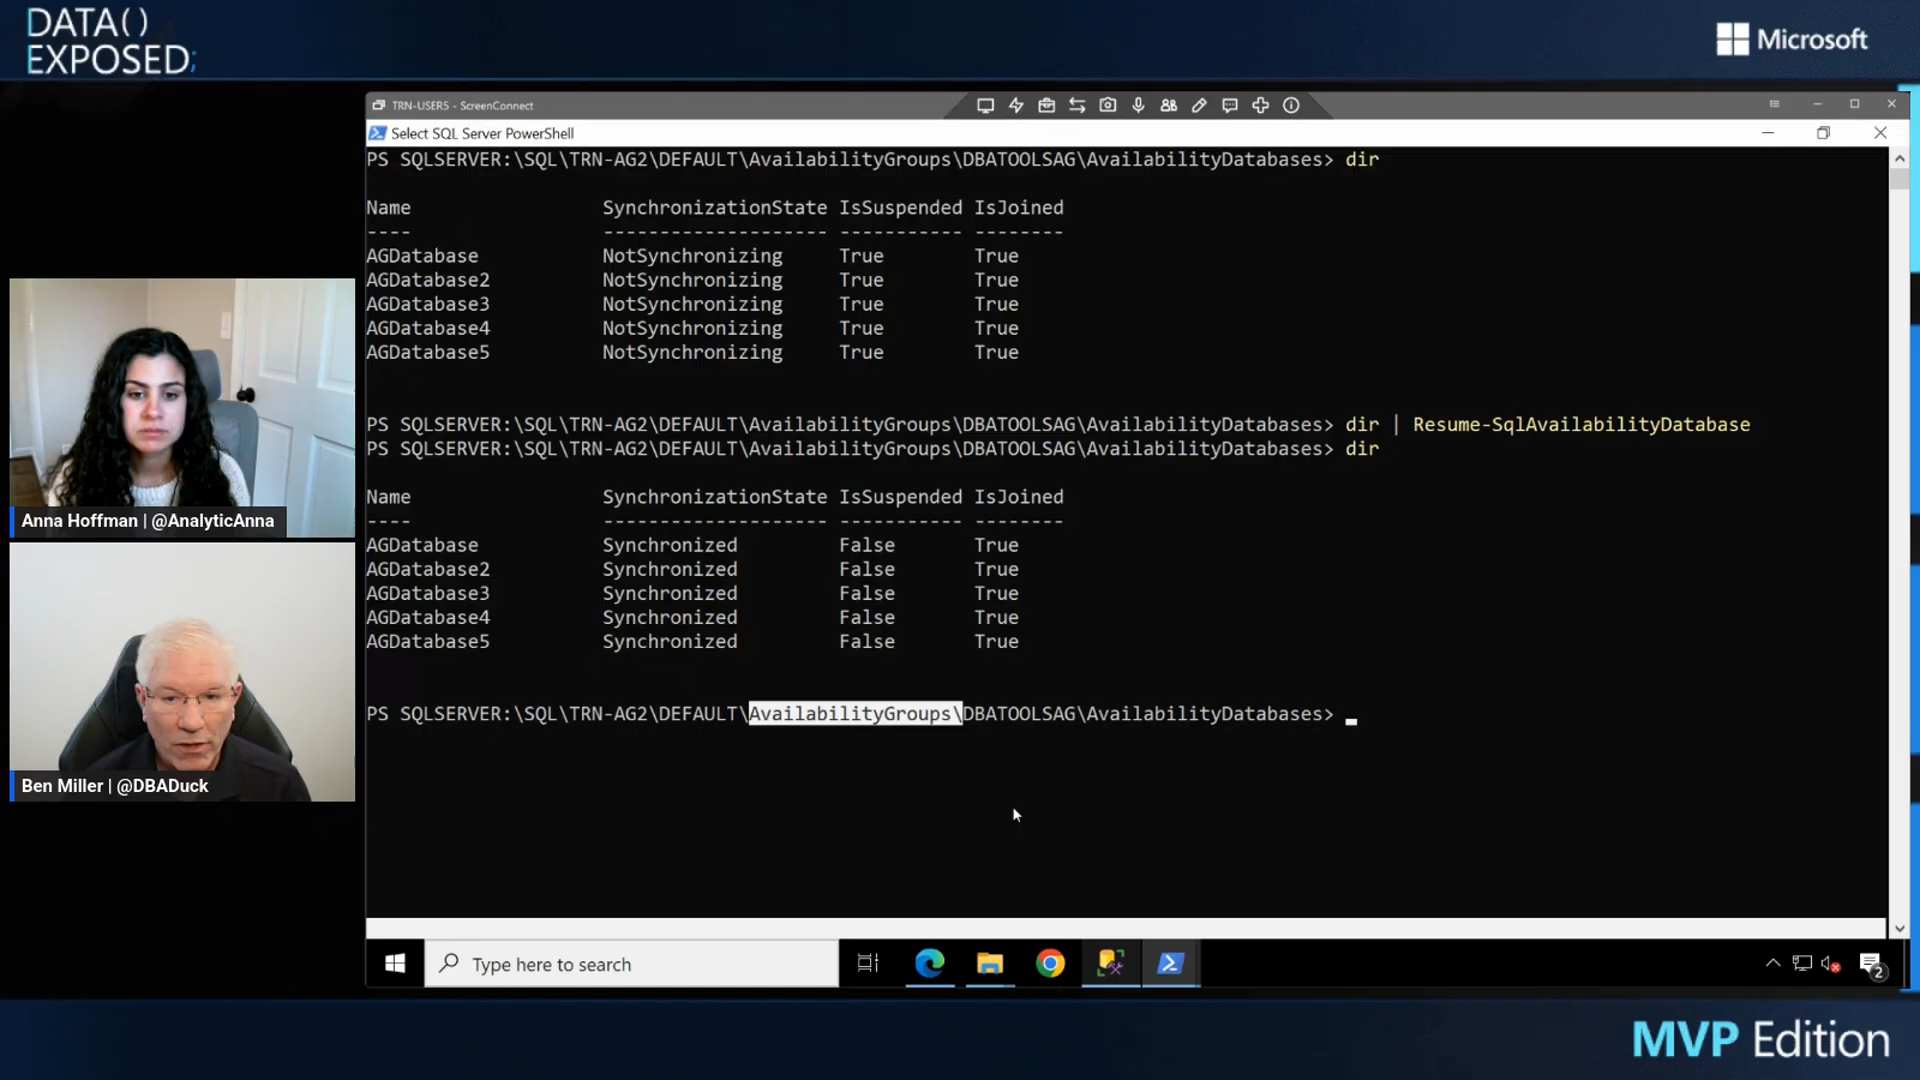 DATA()
EXPOSED;
Microsoft
TRN-USER5 - ScreenConnect
Select SQL Server PowerShell
PS SQLSERVER:\SQL\TRN-AG2\DEFAULT\AvailabilityGroups\DBATOOLSAG\AvailabilityDatabases> dir
Name SynchronizationState IsSuspended IsJoined
---- -------------------- ----------- --------
AGDatabase NotSynchronizing True True
AGDatabase2 NotSynchronizing True True
AGDatabase3 NotSynchronizing True True
AGDatabase4 NotSynchronizing True True
AGDatabase5 NotSynchronizing True True
PS SQLSERVER:\SQL\TRN-AG2\DEFAULT\AvailabilityGroups\DBATOOLSAG\AvailabilityDatabases> dir | Resume-SqlAvailabilityDatabase
PS SQLSERVER:\SQL\TRN-AG2\DEFAULT\AvailabilityGroups\DBATOOLSAG\AvailabilityDatabases> dir
Name SynchronizationState IsSuspended IsJoined
---- -------------------- ----------- --------
AGDatabase Synchronized False True
AGDatabase2 Synchronized False True
AGDatabase3 Synchronized False True
AGDatabase4 Synchronized False True
AGDatabase5 Synchronized False True
PS SQLSERVER:\SQL\TRN-AG2\DEFAULT\AvailabilityGroups\DBATOOLSAG\AvailabilityDatabases>
Anna Hoffman | @AnalyticAnna
Ben Miller | @DBADuck
Type here to search
2
MVP Edition